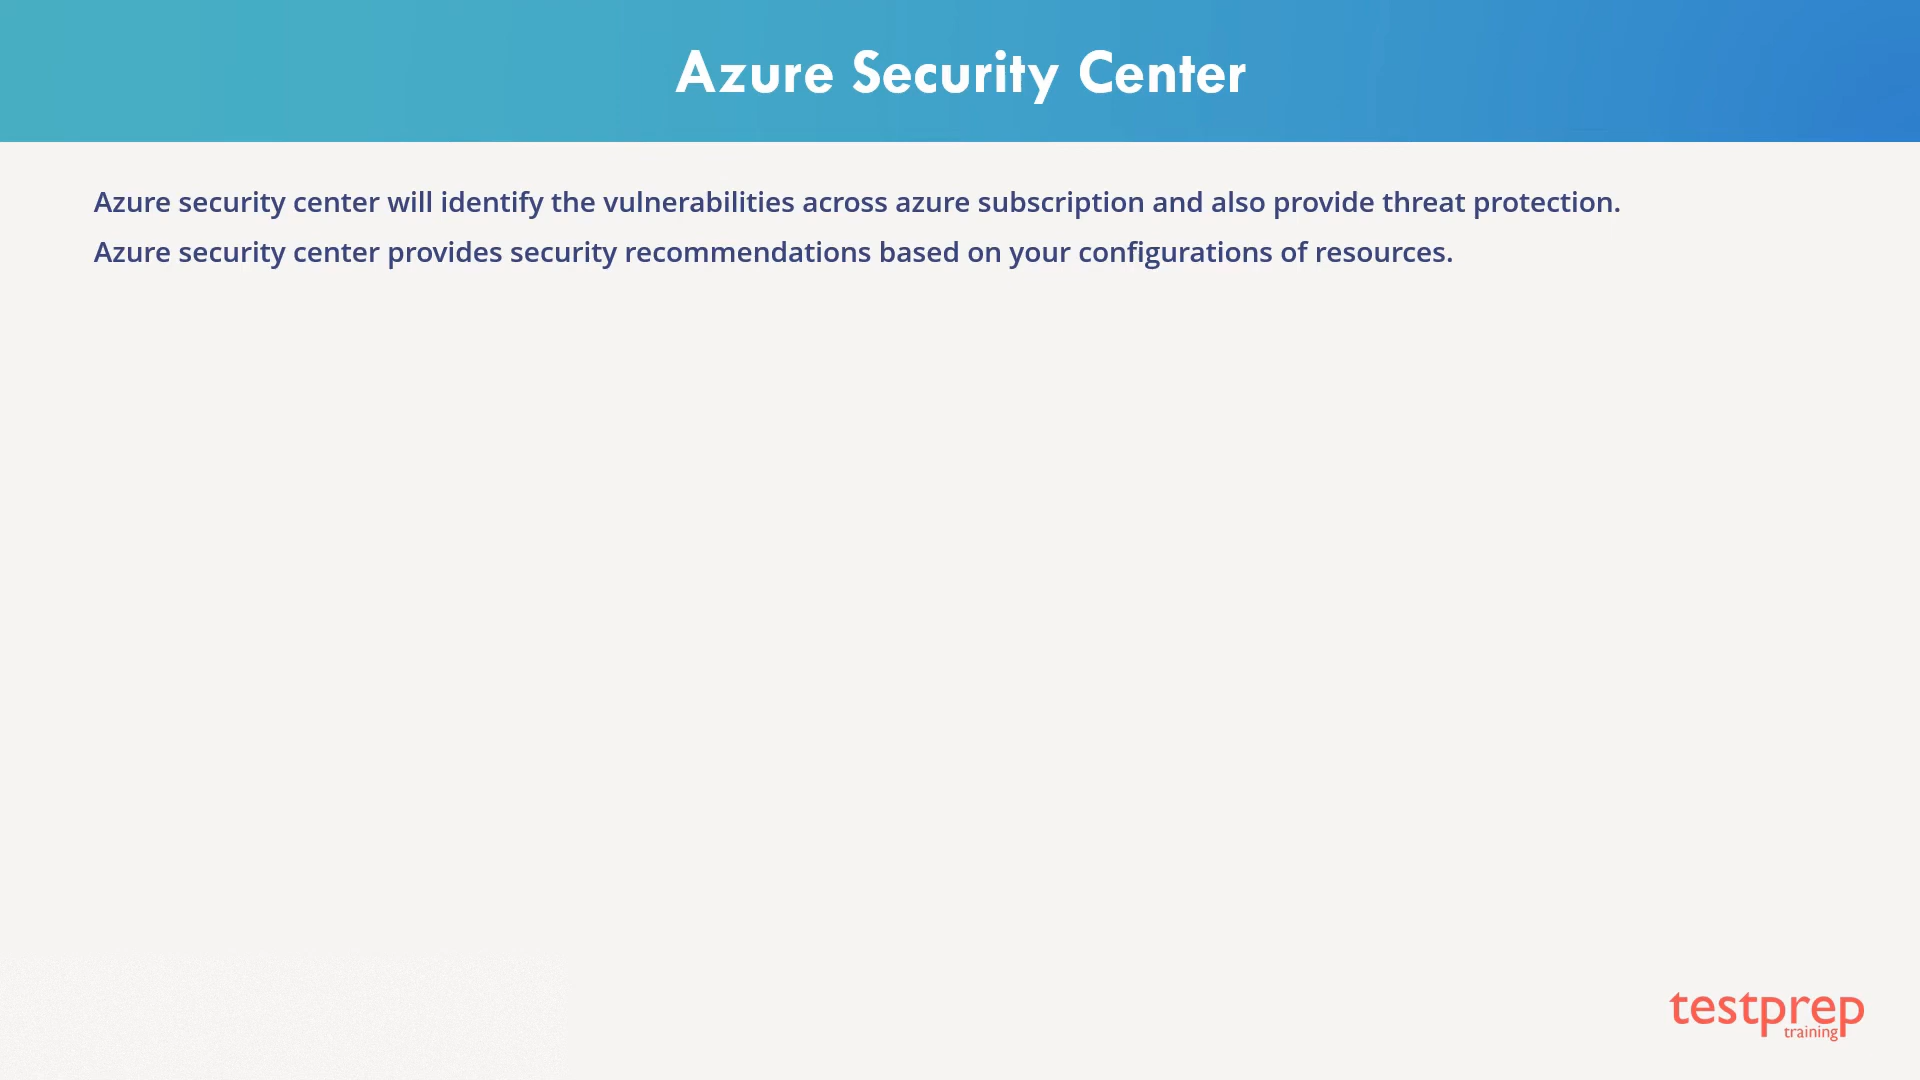 Azure Security Center
Azure security center will identify the vulnerabilities across azure subscription and also provide threat protection.
Azure security center provides security recommendations based on your configurations of resources.
testprep
training